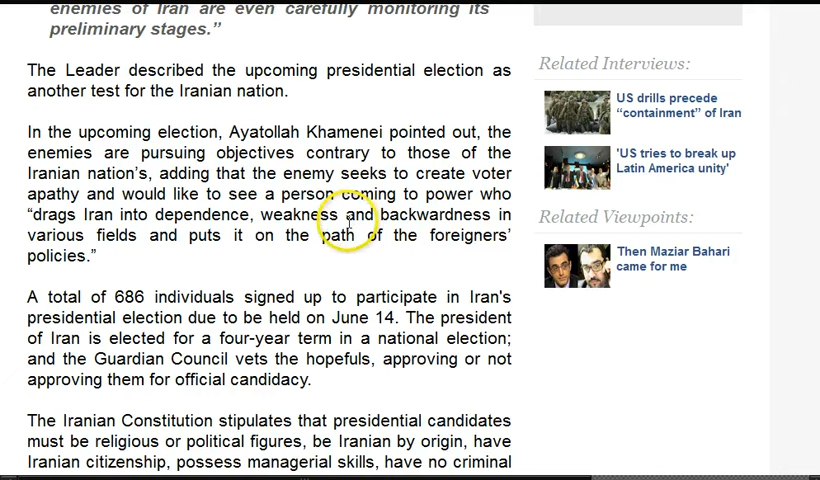 enemies of Iran are even carefully monitoring its
preliminary stages.”
The Leader described the upcoming presidential election as
another test for the Iranian nation.
In the upcoming election, Ayatollah Khamenei pointed out, the
enemies are pursuing objectives contrary to those of the
Iranian nation’s, adding that the enemy seeks to create voter
apathy and would like to see a person coming to power who
“drags Iran into dependence, weakness and backwardness in
various fields and puts it on the path of the foreigners’
policies.”
A total of 686 individuals signed up to participate in Iran's
presidential election due to be held on June 14. The president
of Iran is elected for a four-year term in a national election;
and the Guardian Council vets the hopefuls, approving or not
approving them for official candidacy.
The Iranian Constitution stipulates that presidential candidates
must be religious or political figures, be Iranian by origin, have
Iranian citizenship, possess managerial skills, have no criminal
Related Interviews:
US drills precede
“containment” of Iran
'US tries to break up
Latin America unity'
Related Viewpoints:
Then Maziar Bahari
came for me